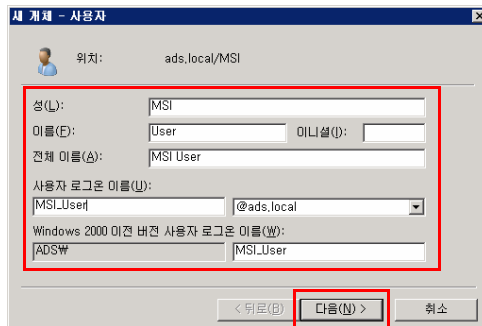 새 개체 - 사용자
위치: ads.local/MSI
성(L): MSI
이름(F): User 이니셜(I):
전체 이름(A): MSI User
사용자 로그온 이름(U):
MSI_User @ads.local
Windows 2000 이전 버전 사용자 로그온 이름(W):
ADS₩ MSI_User
< 뒤로(B) 다음(N) > 취소